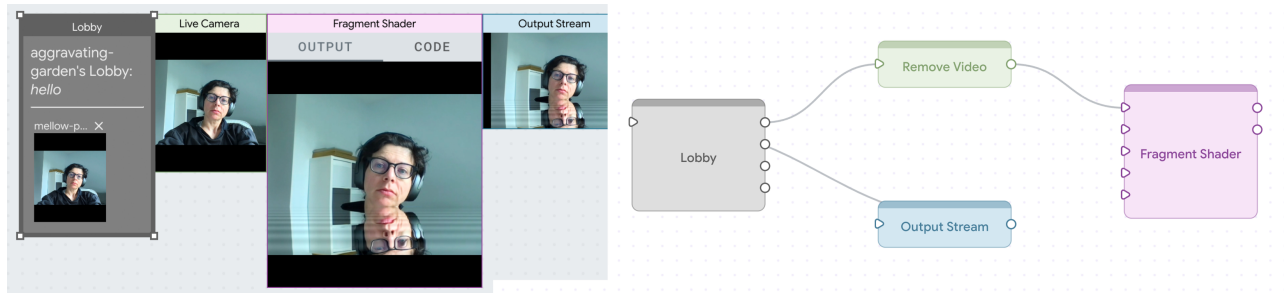 Lobby
aggravating-
garden's Lobby:
hello
mellow-p...
Live Camera
Fragment Shader
OUTPUT CODE
Output Stream
Lobby
Remove Video
Output Stream
Fragment Shader